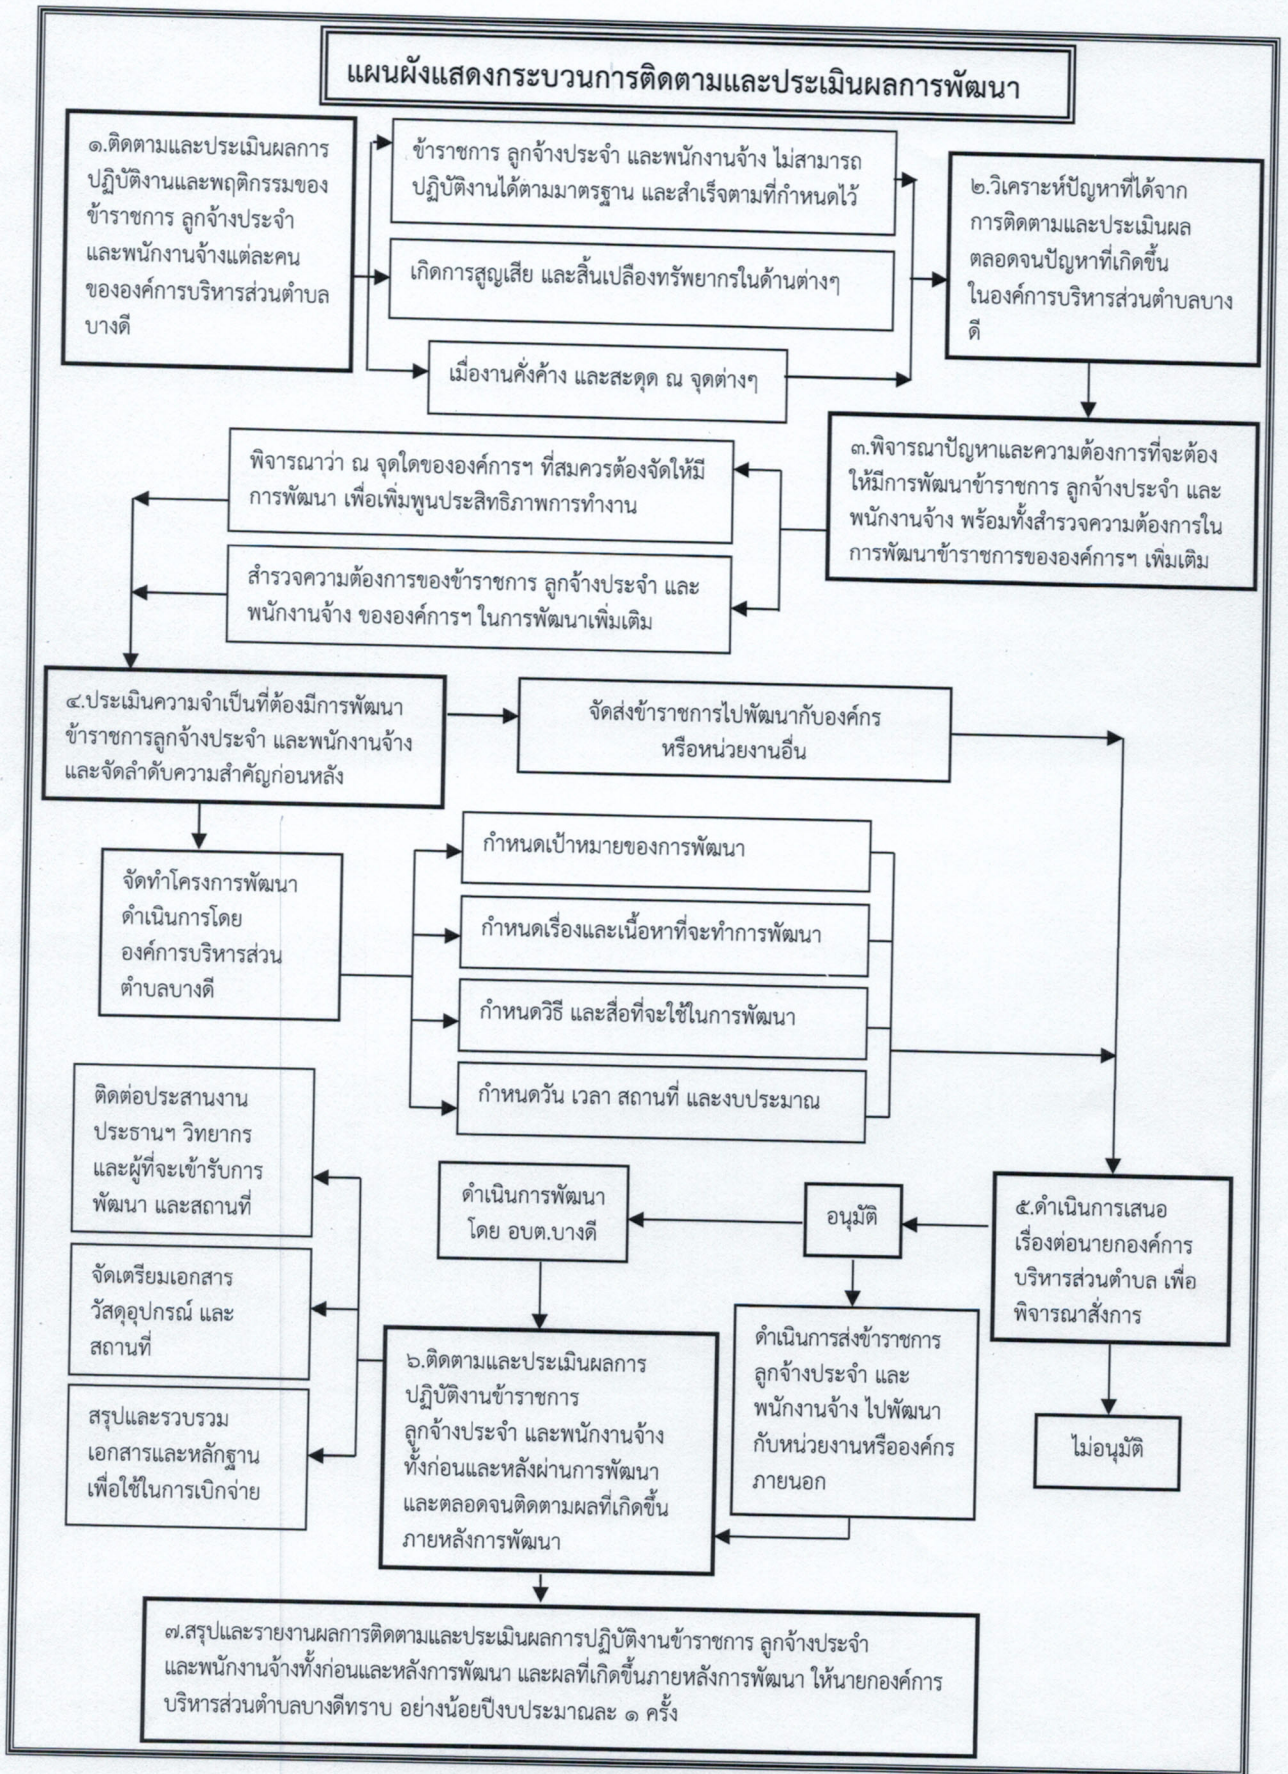 แผนผังแสดงกระบวนการติดตามและประเมินผลการพัฒนา
๑.ติดตามและประเมินผลการ
ปฏิบัติงานและพฤติกรรมของ
ข้าราชการ ลูกจ้างประจำ
และพนักงานจ้างแต่ละคน
ขององค์การบริหารส่วนตำบล
บางดี
ข้าราชการ ลูกจ้างประจำ และพนักงานจ้าง ไม่สามารถ
ปฏิบัติงานได้ตามมาตรฐาน และสำเร็จตามที่กำหนดไว้
เกิดการสูญเสีย และสิ้นเปลืองทรัพยากรในด้านต่างๆ
เมื่องานคั่งค้าง และสะดุด ณ จุดต่างๆ
๒.วิเคราะห์ปัญหาที่ได้จาก
การติดตามและประเมินผล
ตลอดจนปัญหาที่เกิดขึ้น
ในองค์การบริหารส่วนตำบลบาง
ดี
๓.พิจารณาปัญหาและความต้องการที่จะต้อง
ให้มีการพัฒนาข้าราชการ ลูกจ้างประจำ และ
พนักงานจ้าง พร้อมทั้งสำรวจความต้องการใน
การพัฒนาข้าราชการขององค์การฯ เพิ่มเติม
พิจารณาว่า ณ จุดใดขององค์การฯ ที่สมควรต้องจัดให้มี
การพัฒนา เพื่อเพิ่มพูนประสิทธิภาพการทำงาน
สำรวจความต้องการของข้าราชการ ลูกจ้างประจำ และ
พนักงานจ้าง ขององค์การฯ ในการพัฒนาเพิ่มเติม
๔.ประเมินความจำเป็นที่ต้องมีการพัฒนา
ข้าราชการลูกจ้างประจำ และพนักงานจ้าง
และจัดลำดับความสำคัญก่อนหลัง
จัดส่งข้าราชการไปพัฒนากับองค์กร
หรือหน่วยงานอื่น
จัดทำโครงการพัฒนา
ดำเนินการโดย
องค์การบริหารส่วน
ตำบลบางดี
กำหนดเป้าหมายของการพัฒนา
กำหนดเรื่องและเนื้อหาที่จะทำการพัฒนา
กำหนดวิธี และสื่อที่จะใช้ในการพัฒนา
กำหนดวัน เวลา สถานที่ และงบประมาณ
๕.ดำเนินการเสนอ
เรื่องต่อนายกองค์การ
บริหารส่วนตำบล เพื่อ
พิจารณาสั่งการ
อนุมัติ
ไม่อนุมัติ
ดำเนินการพัฒนา
โดย อบต.บางดี
ดำเนินการส่งข้าราชการ
ลูกจ้างประจำ และ
พนักงานจ้าง ไปพัฒนา
กับหน่วยงานหรือองค์กร
ภายนอก
๖.ติดตามและประเมินผลการ
ปฏิบัติงานข้าราชการ
ลูกจ้างประจำ และพนักงานจ้าง
ทั้งก่อนและหลังผ่านการพัฒนา
และตลอดจนติดตามผลที่เกิดขึ้น
ภายหลังการพัฒนา
ติดต่อประสานงาน
ประธานฯ วิทยากร
และผู้ที่จะเข้ารับการ
พัฒนา และสถานที่
จัดเตรียมเอกสาร
วัสดุอุปกรณ์ และ
สถานที่
สรุปและรวบรวม
เอกสารและหลักฐาน
เพื่อใช้ในการเบิกจ่าย
๗.สรุปและรายงานผลการติดตามและประเมินผลการปฏิบัติงานข้าราชการ ลูกจ้างประจำ
และพนักงานจ้างทั้งก่อนและหลังการพัฒนา และผลที่เกิดขึ้นภายหลังการพัฒนา ให้นายกองค์การ
บริหารส่วนตำบลบางดีทราบ อย่างน้อยปีงบประมาณละ ๑ ครั้ง